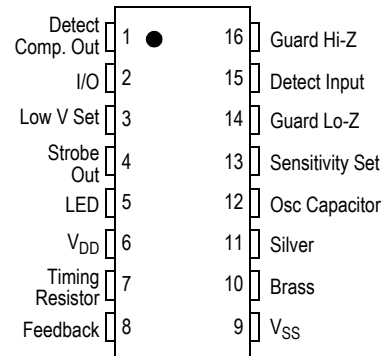 Detect
Comp. Out 1 16 Guard Hi-Z
I/O 2 15 Detect Input
Low V Set 3 14 Guard Lo-Z
Strobe
Out 4 13 Sensitivity Set
LED 5 12 Osc Capacitor
VDD 6 11 Silver
Timing
Resistor 7 10 Brass
Feedback 8 9 VSS